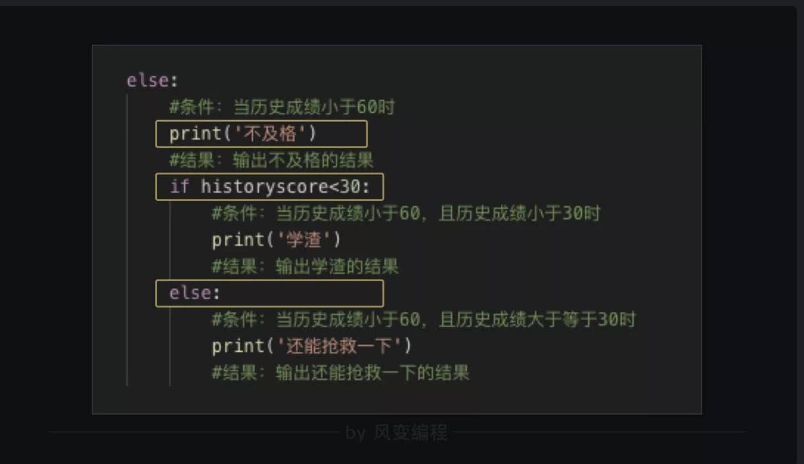 else:
#条件：当历史成绩小于60时
print('不及格')
#结果：输出不及格的结果
if historyscore<30:
#条件：当历史成绩小于60，且历史成绩小于30时
print('学渣')
#结果：输出学渣的结果
else:
#条件：当历史成绩小于60，且历史成绩大于等于30时
print('还能抢救一下')
#结果：输出还能抢救一下的结果
by 风变编程